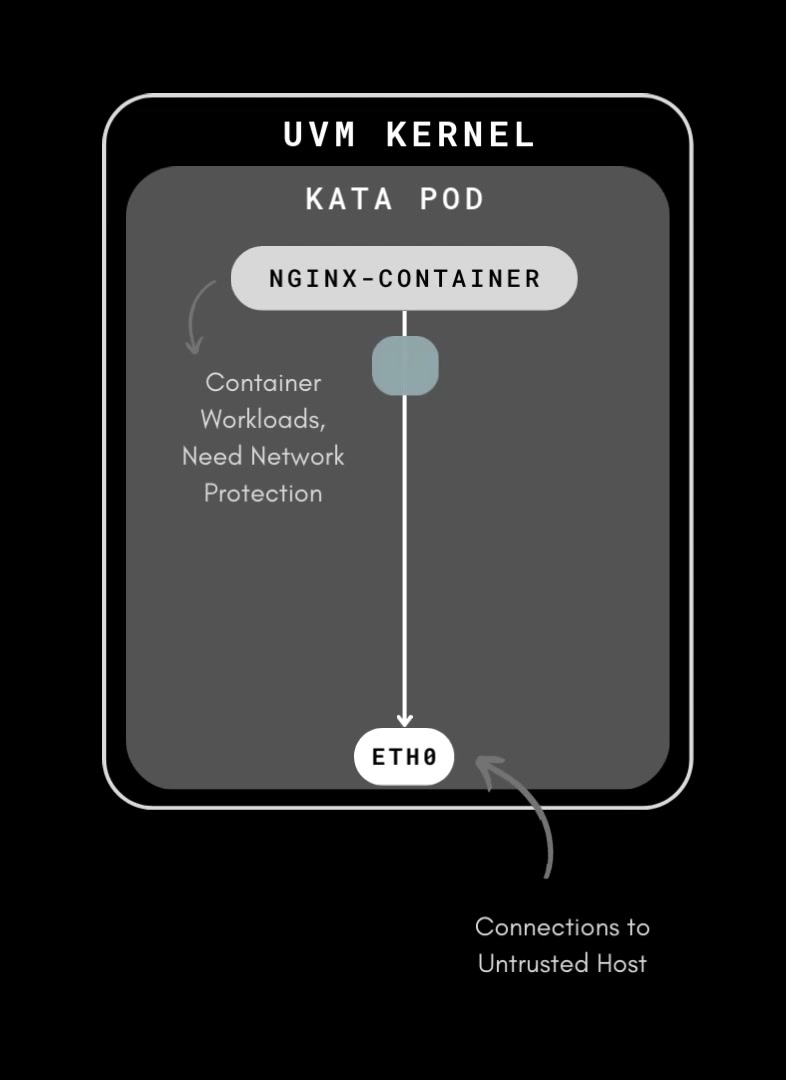 UVM KERNEL
KATA POD
NGINX-CONTAINER
Container
Workloads,
Need Network
Protection
ETH0
Connections to
Untrusted Host